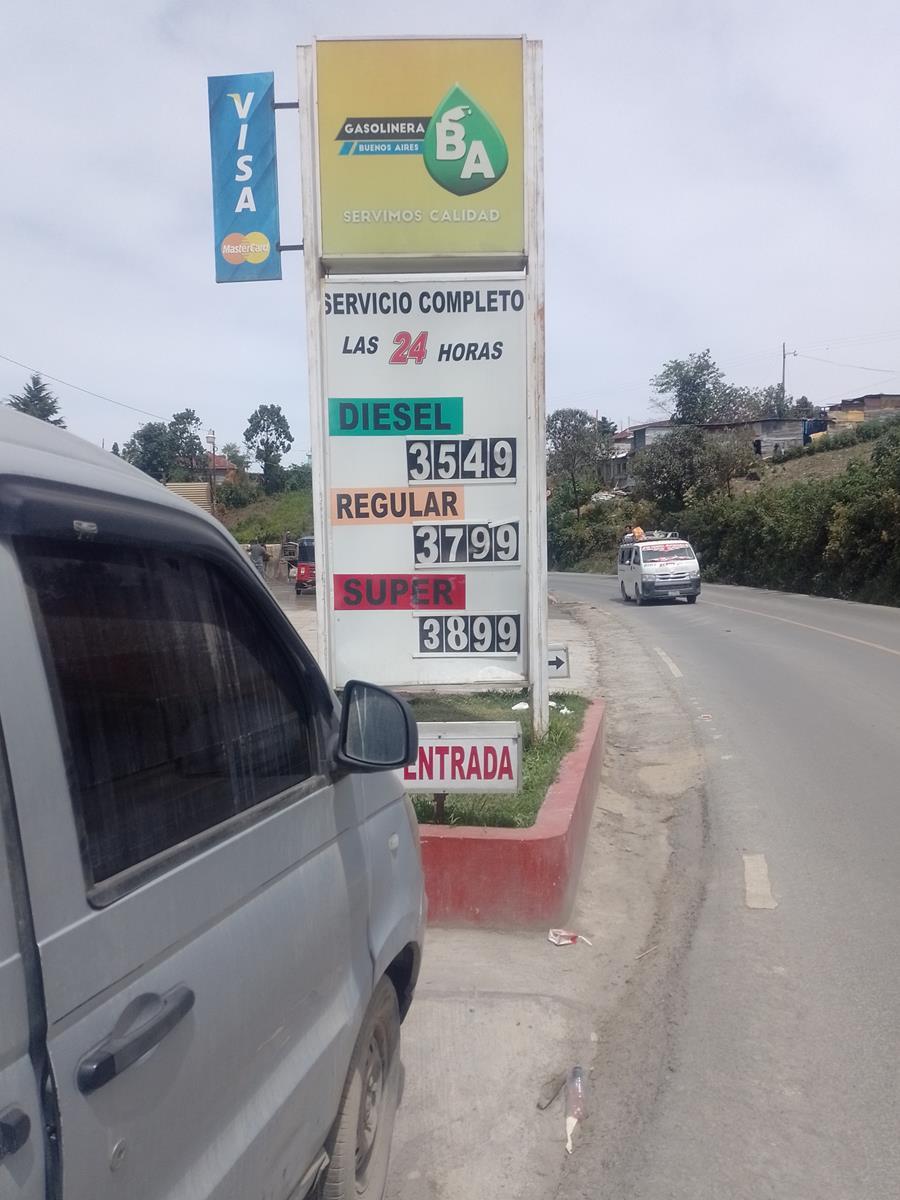 VISA
MasterCard
GASOLINERA
BUENOS AIRES
BA
SERVIMOS CALIDAD
SERVICIO COMPLETO
LAS 24 HORAS
DIESEL
3549
REGULAR
3799
SUPER
3899
ENTRADA